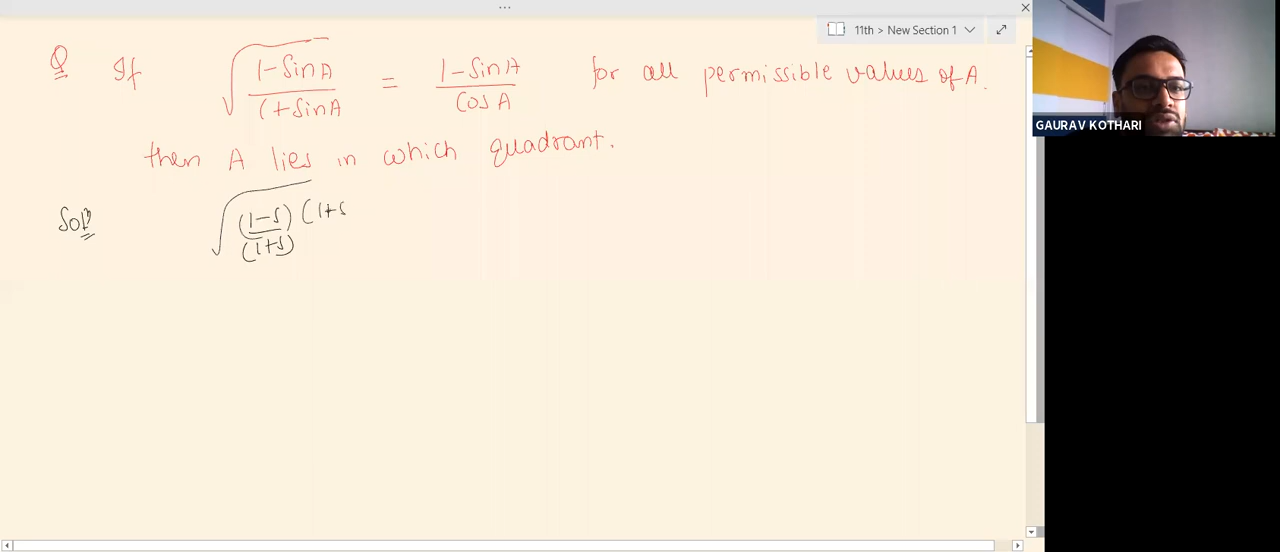 11th > New Section 1
GAURAV KOTHARI
Q If √((1-SinA)/(1+SinA)) = (1-SinA)/(CosA) for all permissible values of A.
then A lies in which quadrant.
Sol^n √((1-S)/(1+S) (1+S